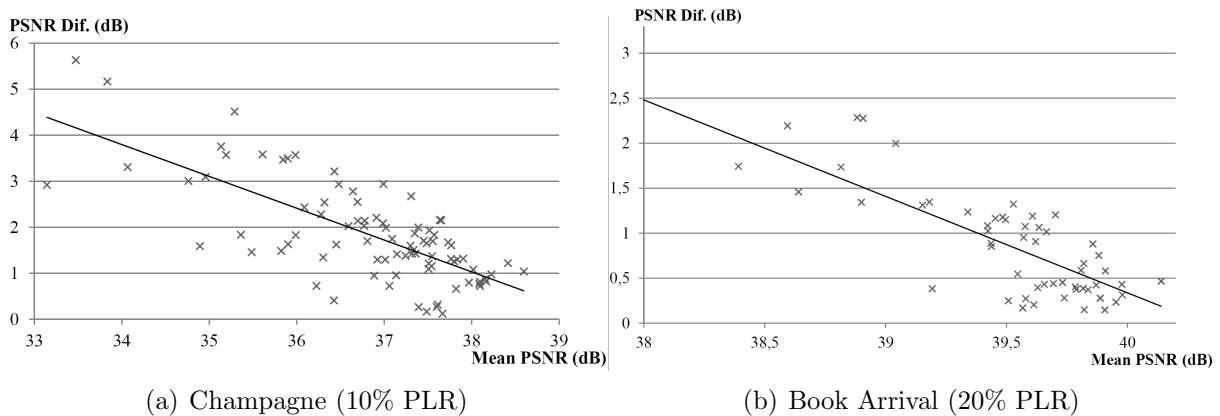 PSNR Dif. (dB)
6
5
4
3
2
1
0
33 34 35 36 37 38 39
Mean PSNR (dB)
(a) Champagne (10% PLR)
PSNR Dif. (dB)
3
2,5
2
1,5
1
0,5
0
38 38,5 39 39,5 40
Mean PSNR (dB)
(b) Book Arrival (20% PLR)